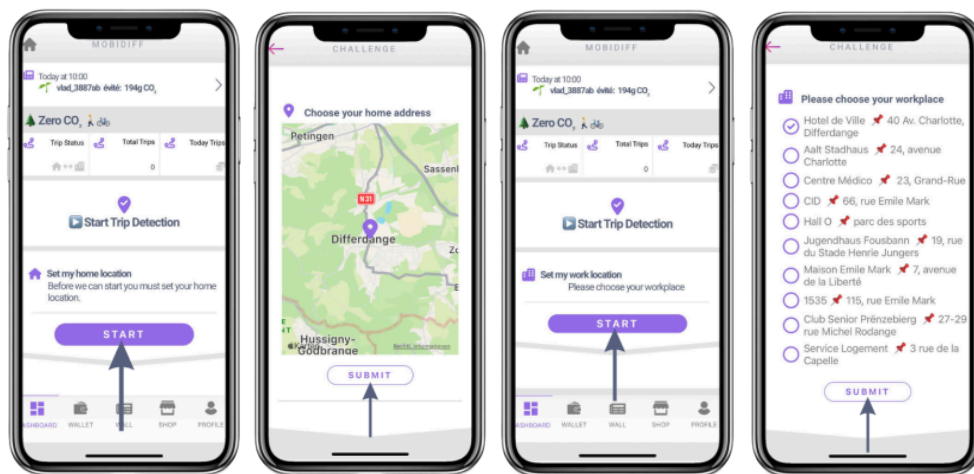 MOBIDIFF
Today at 10:00
vlad_3887ab évité: 194g CO₂
Zero CO₂
Trip Status
Total Trips
Today Trips
0
Start Trip Detection
Set my home location
Before we can start you must set your home
location.
START
ASHBOARD
WALLET
WALL
SHOP
PROFILE
CHALLENGE
Choose your home address
Petingen
Sassenl
N31
Differdange
Zo
E
NT
Hussigny-
Godbrange
Karten
Rechtl. Informationen
SUBMIT
MOBIDIFF
Today at 10:00
vlad_3887ab évité: 194g CO₂
Zero CO₂
Trip Status
Total Trips
Today Trips
0
Start Trip Detection
Set my work location
Please choose your workplace
START
DASHBOARD
WALLET
WALL
SHOP
PROFILE
CHALLENGE
Please choose your workplace
Hotel de Ville 📌 40 Av. Charlotte,
Differdange
Aalt Stadhaus 📌 24, avenue
Charlotte
Centre Médico 📌 23, Grand-Rue
CID 📌 66, rue Emile Mark
Hall O 📌 parc des sports
Jugendhaus Fousbann 📌 19, rue
du Stade Henrie Jungers
Maison Emile Mark 📌 7, avenue
de la Liberté
1535 📌 115, rue Emile Mark
Club Senior Prënzebierg 📌 27-29
rue Michel Rodange
Service Logement 📌 3 rue de la
Capelle
SUBMIT